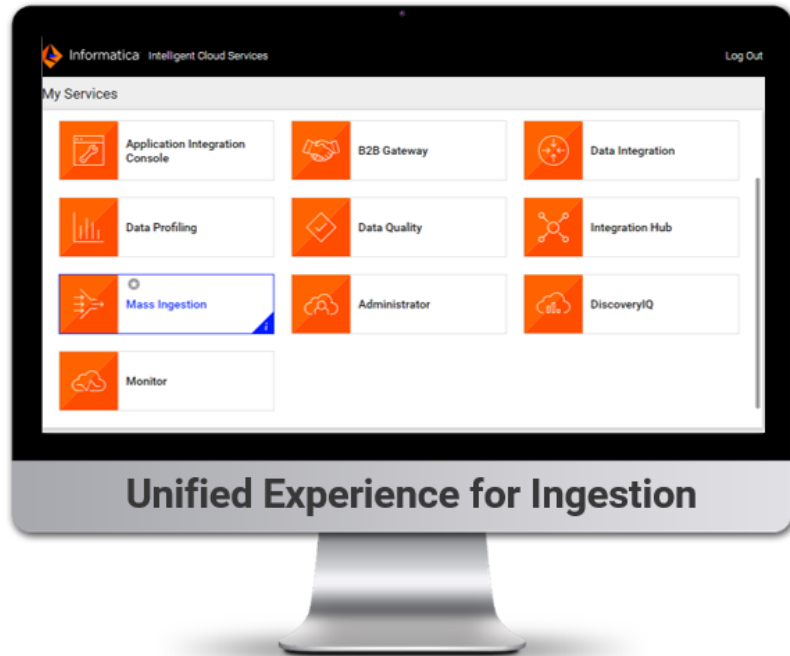 Informatica Intelligent Cloud Services
Log Out
My Services
Application Integration
Console
B2B Gateway
Data Integration
Data Profiling
Data Quality
Integration Hub
Mass Ingestion
i
Administrator
DiscoveryIQ
Monitor
Unified Experience for Ingestion